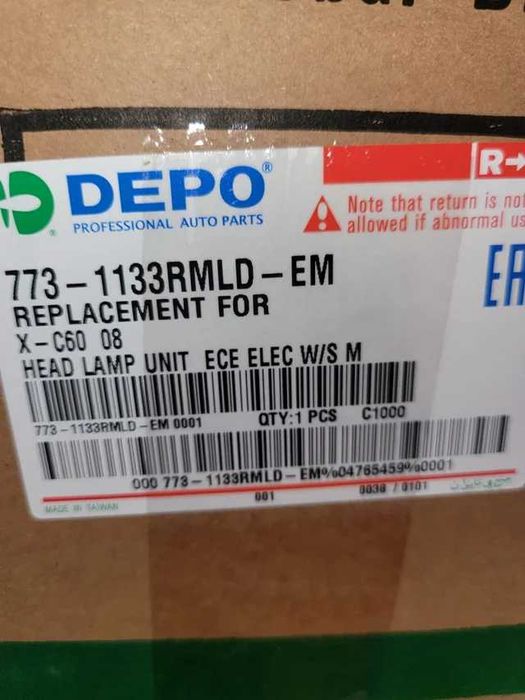 DEPO®
PROFESSIONAL AUTO PARTS
R→
Note that return is not
allowed if abnormal us
773-1133RMLD-EM
REPLACEMENT FOR
X-C60 08
HEAD LAMP UNIT ECE ELEC W/S M
EAC
773-1133RMLD-EM 0001
QTY:1 PCS C1000
000 773-1133RMLD-EM%04765459%0001
001
0038 / 0101
MADE IN TAIWAN